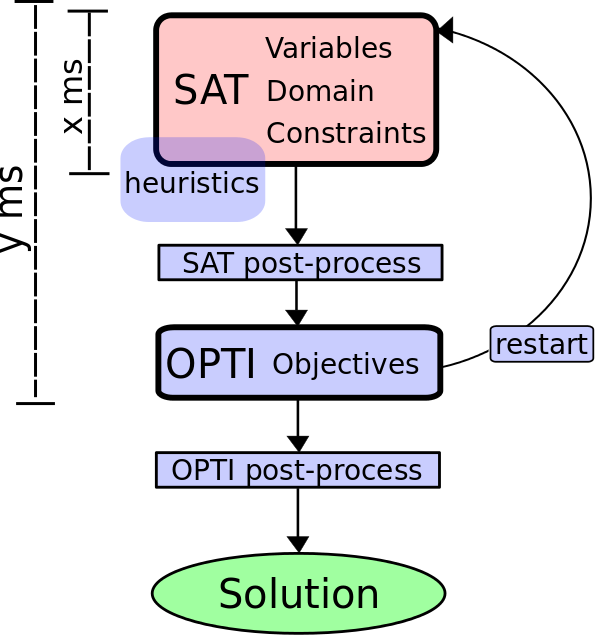 Variables
SAT
Domain
Constraints
x ms
y ms
heuristics
SAT post-process
restart
OPTI
Objectives
OPTI post-process
Solution